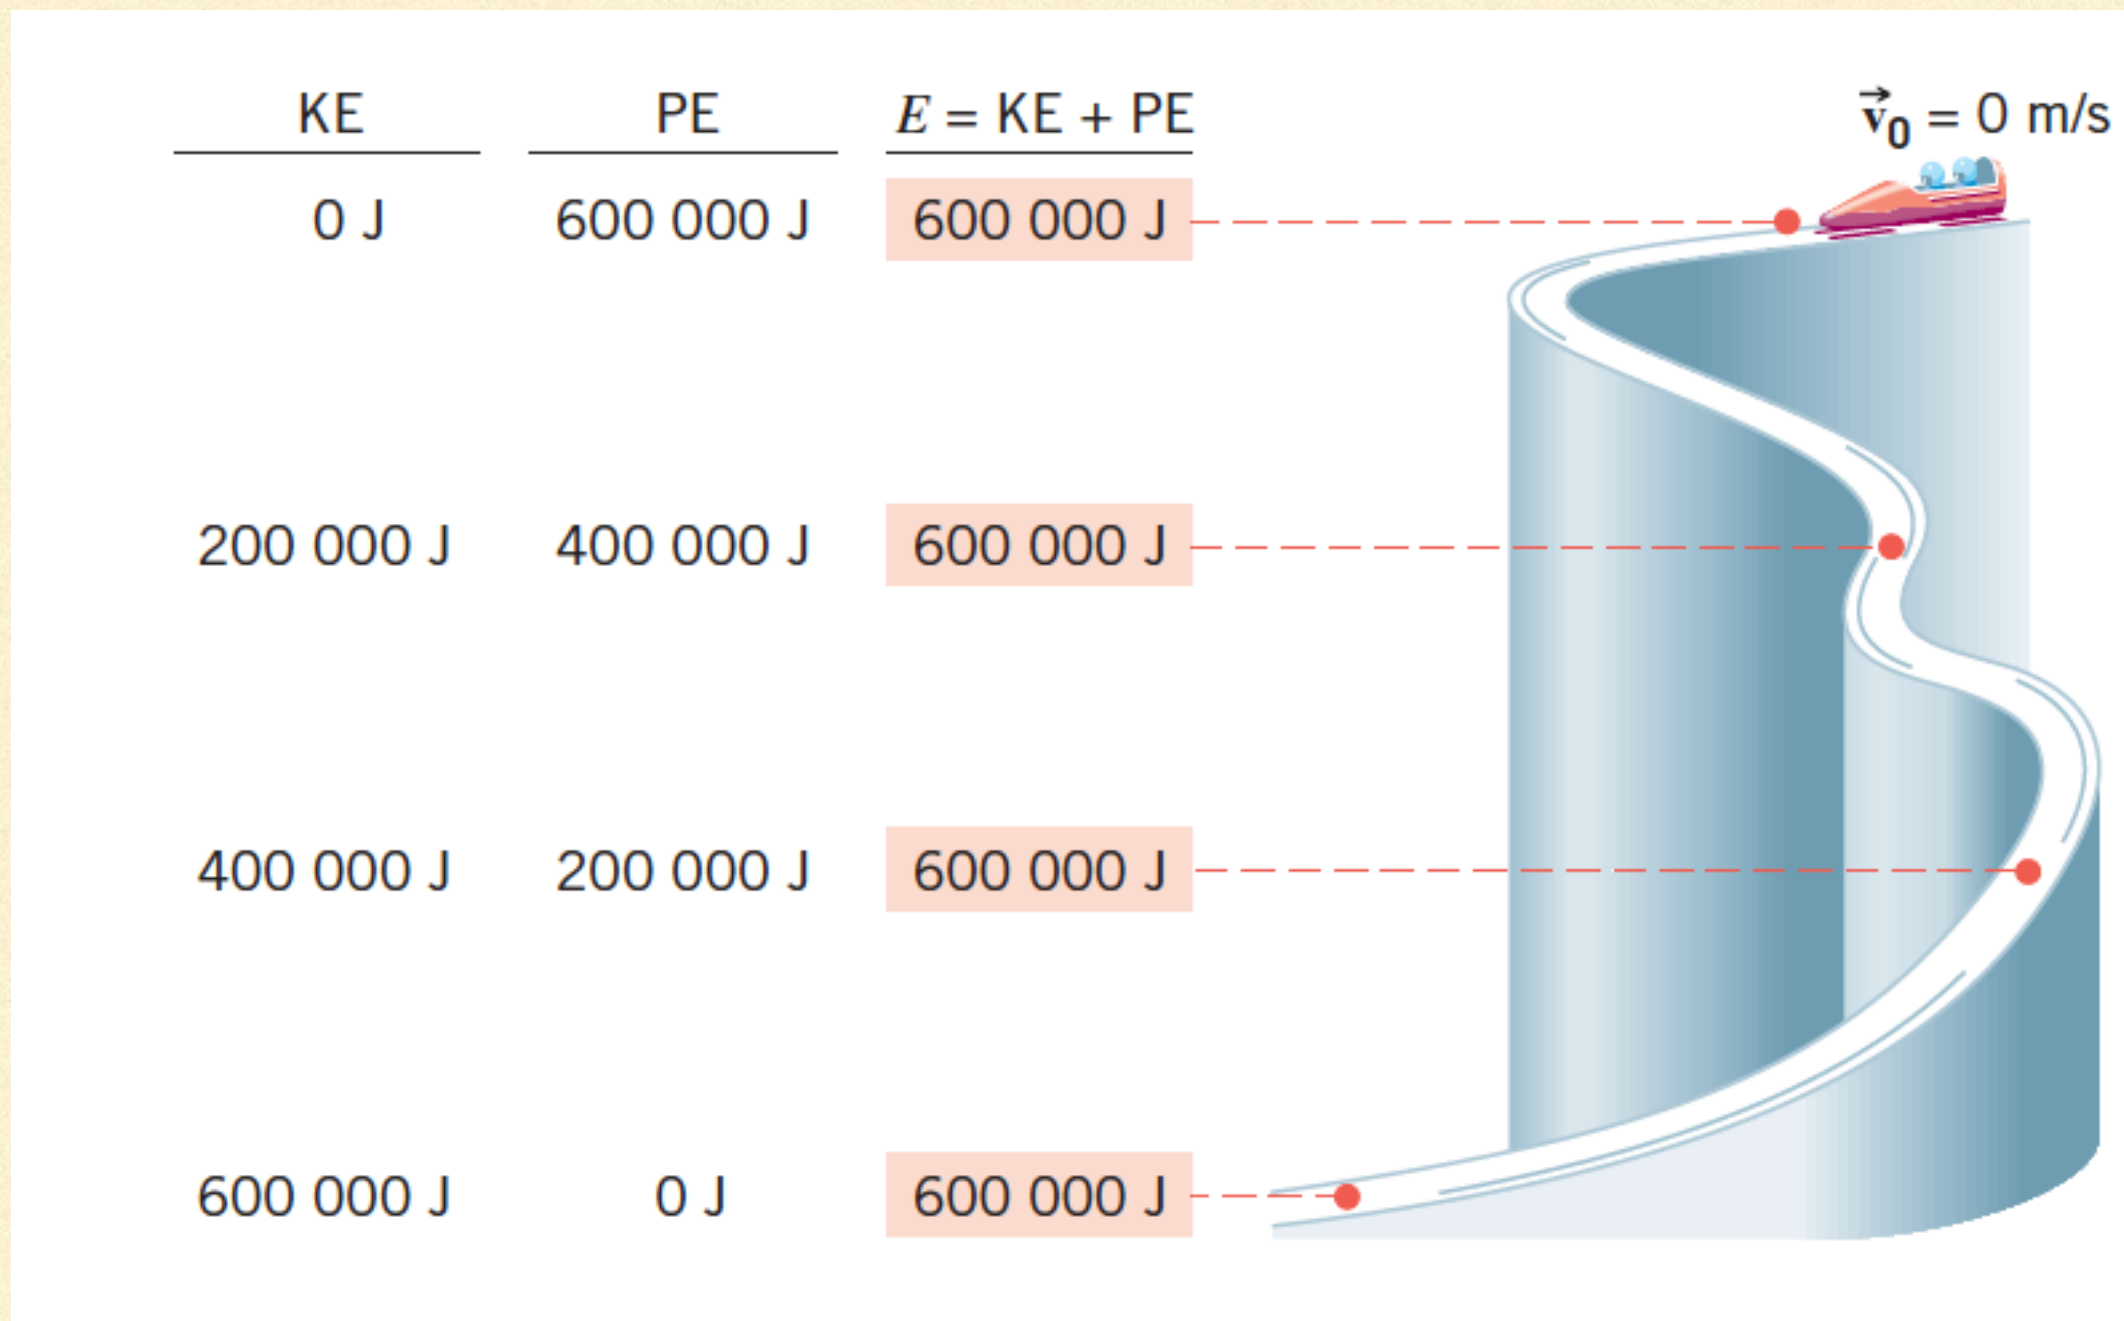 KE PE E = KE + PE v₀ = 0 m/s
0 J 600 000 J 600 000 J
200 000 J 400 000 J 600 000 J
400 000 J 200 000 J 600 000 J
600 000 J 0 J 600 000 J